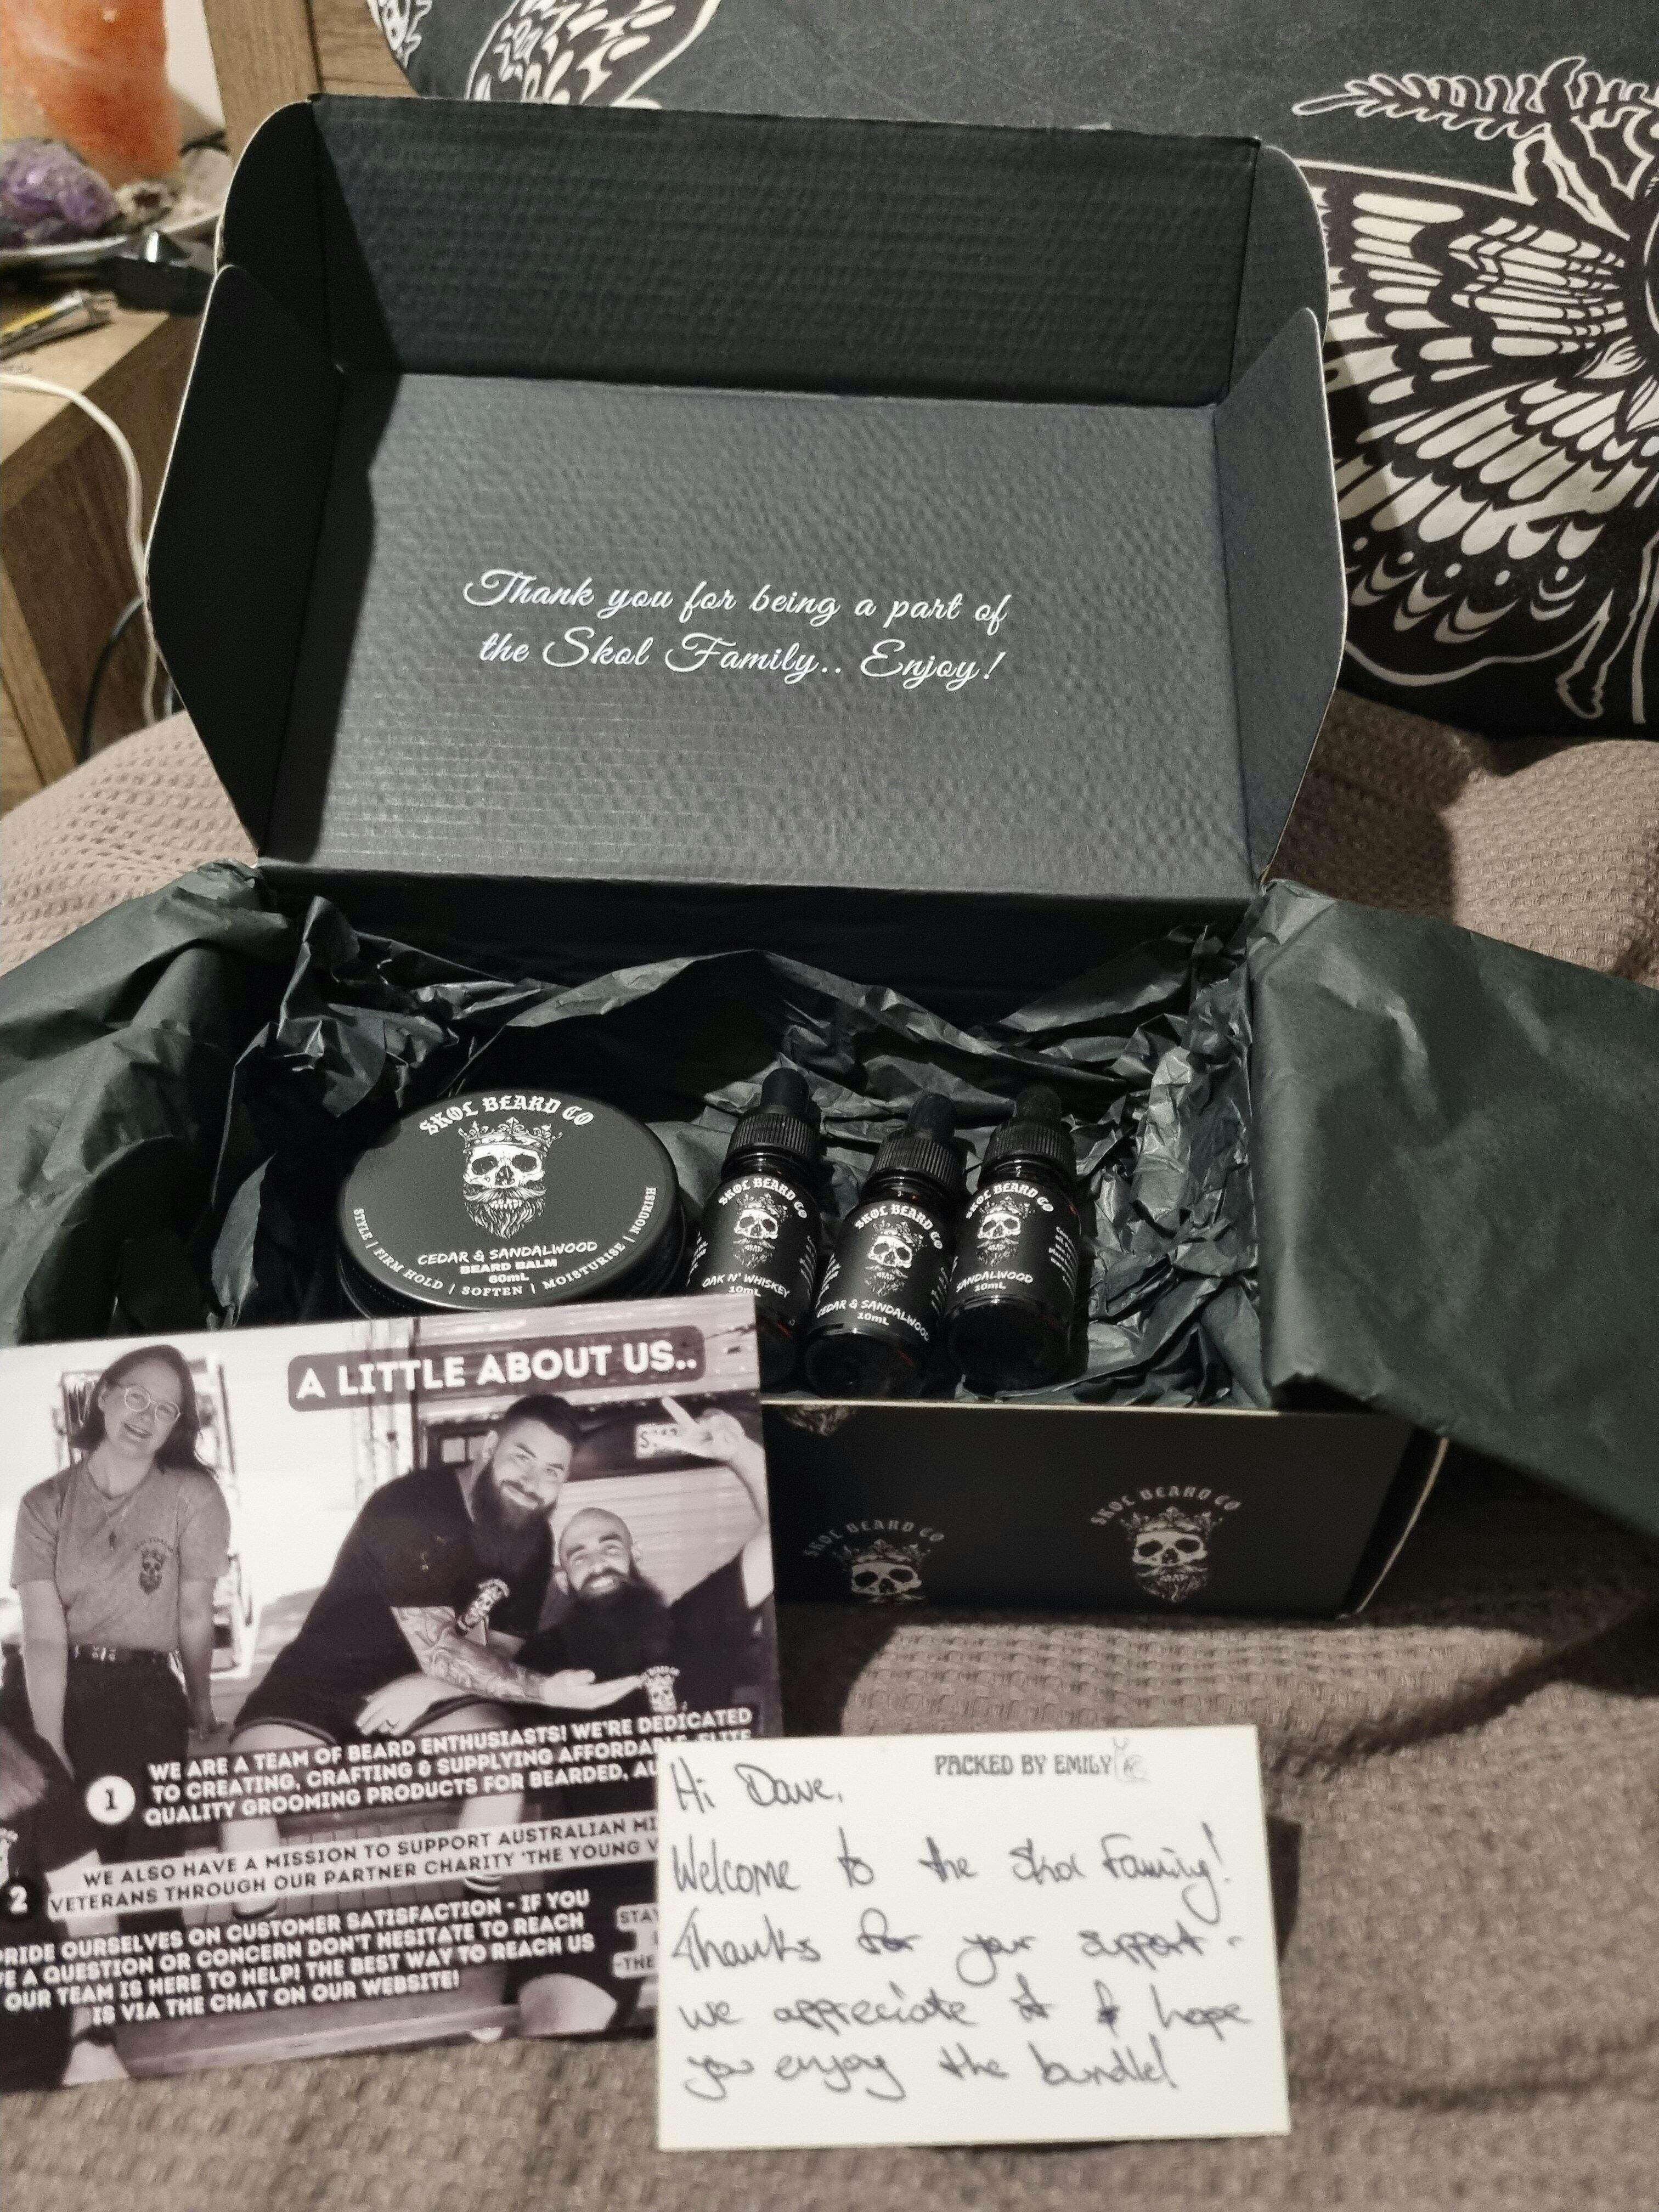 Thank you for being a part of
the Skol Family.. Enjoy!
SKOL BEARD CO
CEDAR & SANDALWOOD
BEARD BALM
60mL
STYLE | FIRM HOLD | SOFTEN | MOISTURISE | NOURISH
SKOL BEARD CO
OAK N' WHISKEY
10mL
SKOL BEARD CO
CEDAR & SANDALWOOD
10mL
SKOL BEARD CO
SANDALWOOD
10mL
SKOL BEARD CO
SKOL BEARD CO
A LITTLE ABOUT US..
1
WE ARE A TEAM OF BEARD ENTHUSIASTS! WE'RE DEDICATED
TO CREATING, CRAFTING & SUPPLYING AFFORDABLE, ELITE
QUALITY GROOMING PRODUCTS FOR BEARDED, AU
2
WE ALSO HAVE A MISSION TO SUPPORT AUSTRALIAN MI
VETERANS THROUGH OUR PARTNER CHARITY 'THE YOUNG V
PRIDE OURSELVES ON CUSTOMER SATISFACTION - IF YOU
VE A QUESTION OR CONCERN DON'T HESITATE TO REACH
OUR TEAM IS HERE TO HELP! THE BEST WAY TO REACH US
IS VIA THE CHAT ON OUR WEBSITE!
STAY
-THE
PACKED BY EMILY
Hi Dave,
Welcome to the Skol Family!
Thanks for your support -
we appreciate it & hope
you enjoy the bundle!